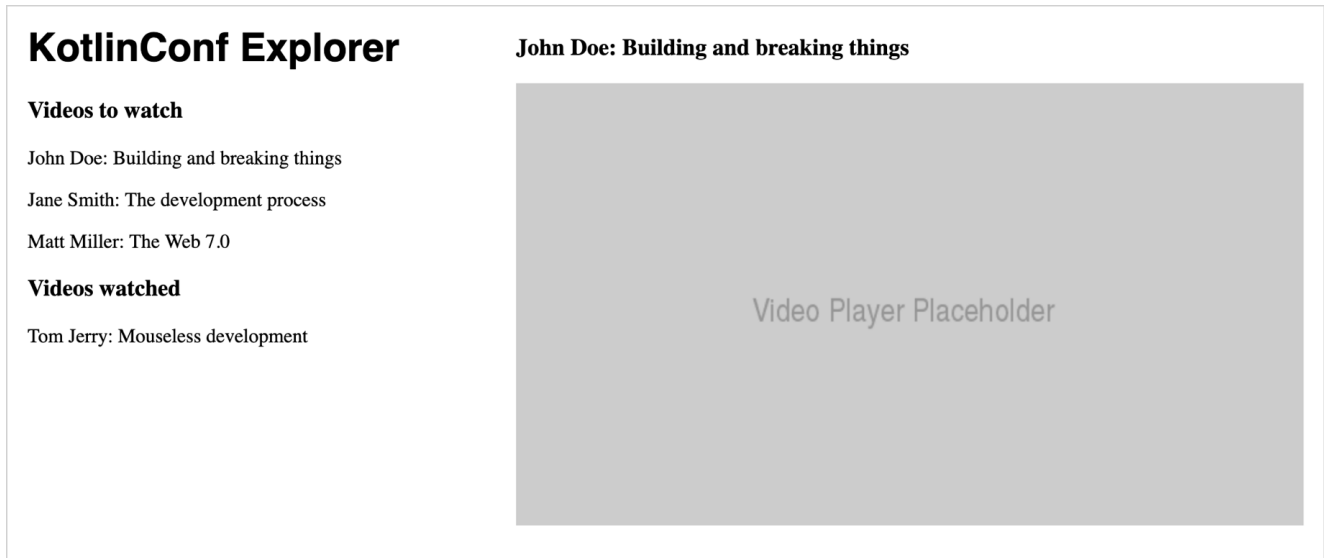 KotlinConf Explorer
Videos to watch
John Doe: Building and breaking things
Jane Smith: The development process
Matt Miller: The Web 7.0
Videos watched
Tom Jerry: Mouseless development
John Doe: Building and breaking things
Video Player Placeholder